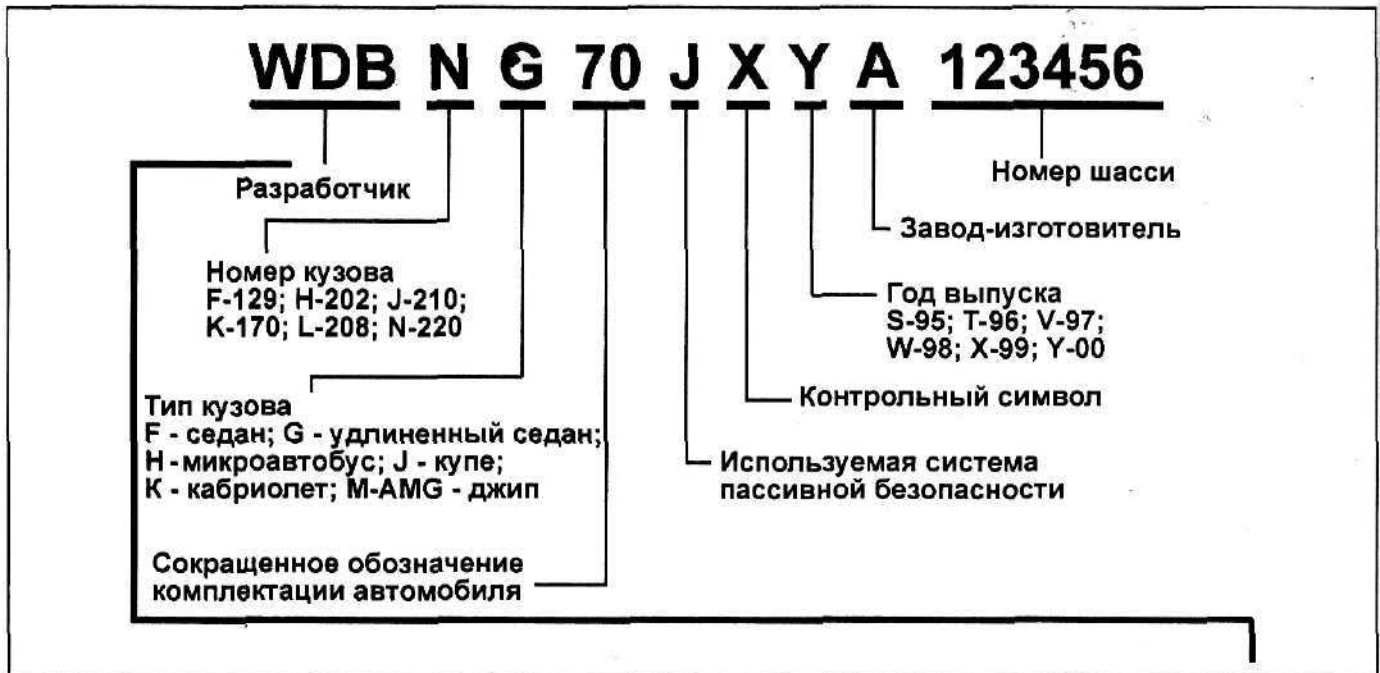 WDB N G 70 J X Y A 123456
Разработчик
Номер шасси
Завод-изготовитель
Номер кузова
F-129; H-202; J-210;
K-170; L-208; N-220
Год выпуска
S-95; T-96; V-97;
W-98; X-99; Y-00
Контрольный символ
Тип кузова
F - седан; G - удлиненный седан;
H - микроавтобус; J - купе;
K - кабриолет; M-AMG - джип
Используемая система
пассивной безопасности
Сокращенное обозначение
комплектации автомобиля